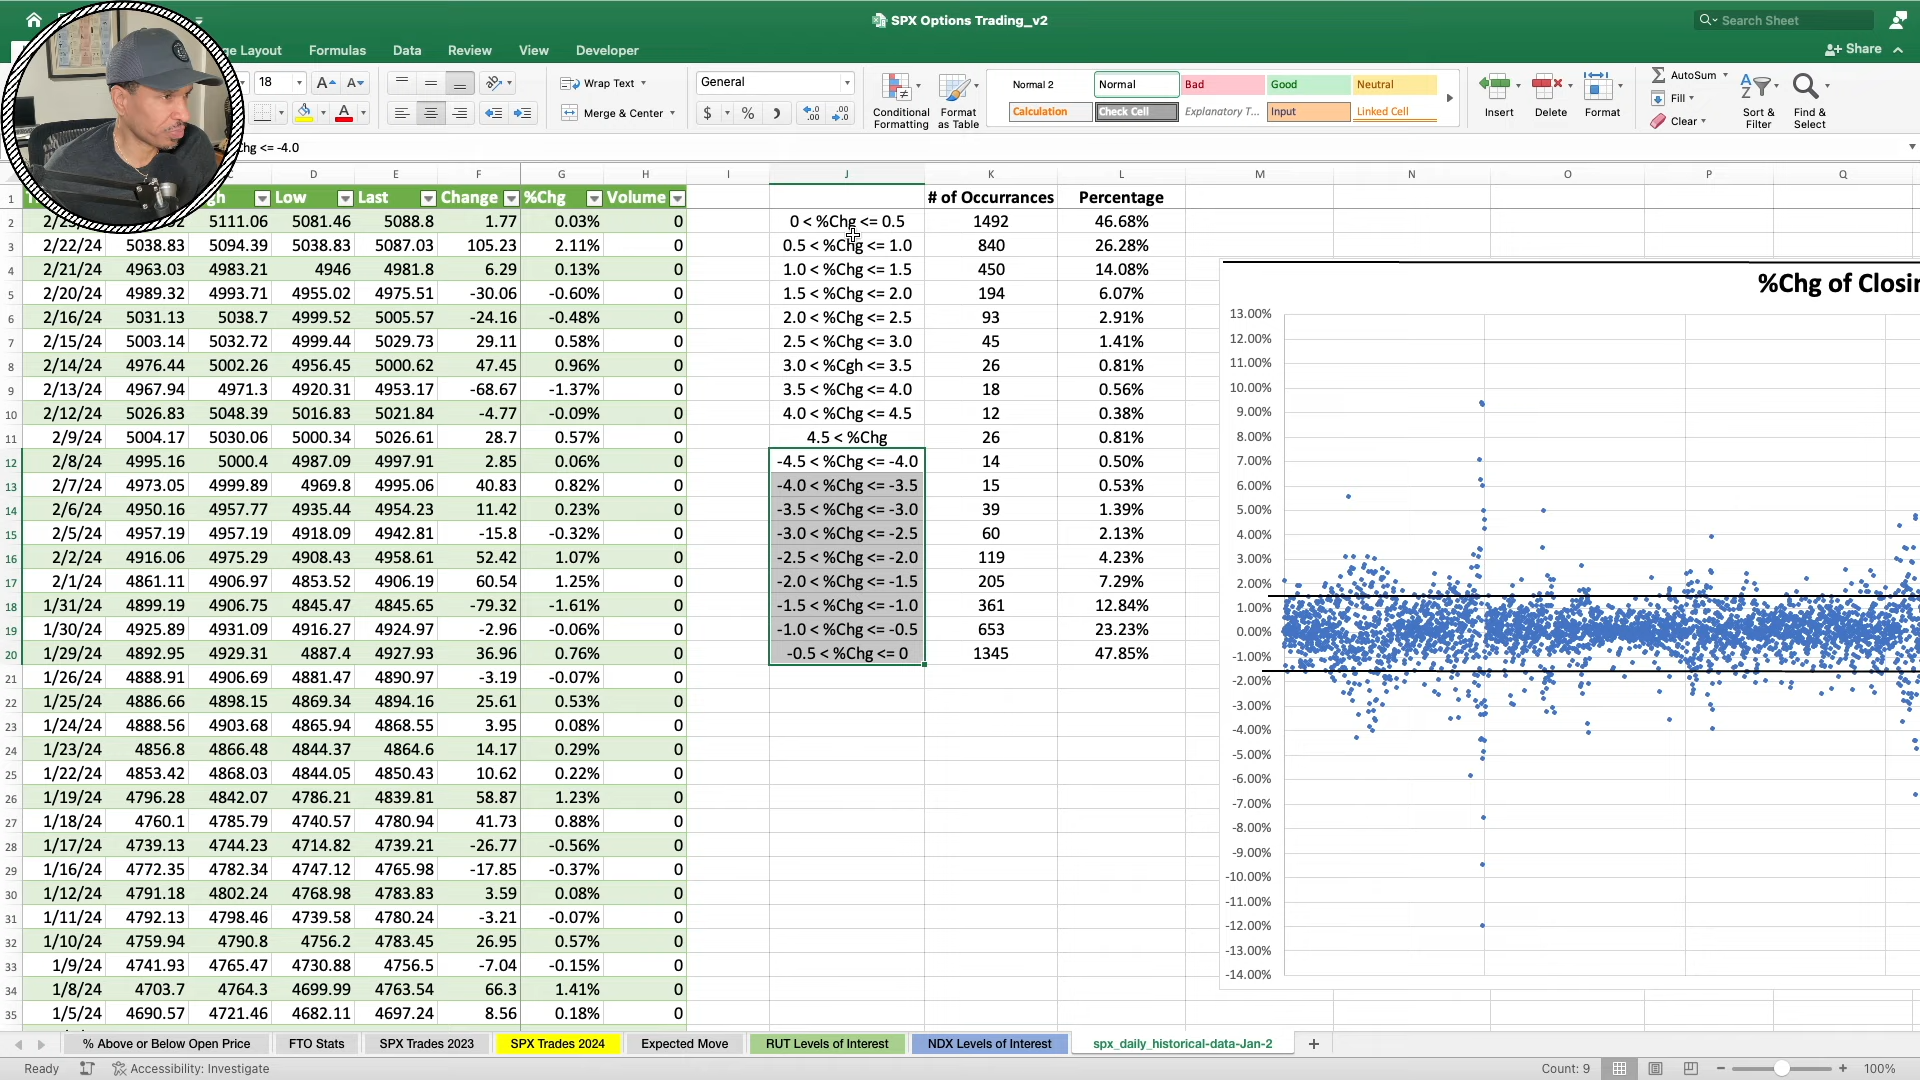 SPX Options Trading_v2
Search Sheet
ge Layout Formulas Data Review View Developer
Share
18 A A
Wrap Text
General
Conditional Formatting
Format as Table
Normal 2 Normal Bad Good Neutral
Calculation Check Cell Explanatory T... Input Linked Cell
Insert Delete Format
AutoSum
Fill
Clear
Sort & Filter
Find & Select
Merge & Center
$ % )
hg <= -4.0
C D E F G H I J K L M N O P Q
1 gh Low Last Change %Chg Volume # of Occurrances Percentage
2 5111.06 5081.46 5088.8 1.77 0.03% 0 0 < %Chg <= 0.5 1492 46.68%
3 2/22/24 5038.83 5094.39 5038.83 5087.03 105.23 2.11% 0 0.5 < %Chg <= 1.0 840 26.28%
4 2/21/24 4963.03 4983.21 4946 4981.8 6.29 0.13% 0 1.0 < %Chg <= 1.5 450 14.08%
5 2/20/24 4989.32 4993.71 4955.02 4975.51 -30.06 -0.60% 0 1.5 < %Chg <= 2.0 194 6.07%
6 2/16/24 5031.13 5038.7 4999.52 5005.57 -24.16 -0.48% 0 2.0 < %Chg <= 2.5 93 2.91%
7 2/15/24 5003.14 5032.72 4999.44 5029.73 29.11 0.58% 0 2.5 < %Chg <= 3.0 45 1.41%
8 2/14/24 4976.44 5002.26 4956.45 5000.62 47.45 0.96% 0 3.0 < %Cgh <= 3.5 26 0.81%
9 2/13/24 4967.94 4971.3 4920.31 4953.17 -68.67 -1.37% 0 3.5 < %Chg <= 4.0 18 0.56%
10 2/12/24 5026.83 5048.39 5016.83 5021.84 -4.77 -0.09% 0 4.0 < %Chg <= 4.5 12 0.38%
11 2/9/24 5004.17 5030.06 5000.34 5026.61 28.7 0.57% 0 4.5 < %Chg 26 0.81%
12 2/8/24 4995.16 5000.4 4987.09 4997.91 2.85 0.06% 0 -4.5 < %Chg <= -4.0 14 0.50%
13 2/7/24 4973.05 4999.89 4969.8 4995.06 40.83 0.82% 0 -4.0 < %Chg <= -3.5 15 0.53%
14 2/6/24 4950.16 4957.77 4935.44 4954.23 11.42 0.23% 0 -3.5 < %Chg <= -3.0 39 1.39%
15 2/5/24 4957.19 4957.19 4918.09 4942.81 -15.8 -0.32% 0 -3.0 < %Chg <= -2.5 60 2.13%
16 2/2/24 4916.06 4975.29 4908.43 4958.61 52.42 1.07% 0 -2.5 < %Chg <= -2.0 119 4.23%
17 2/1/24 4861.11 4906.97 4853.52 4906.19 60.54 1.25% 0 -2.0 < %Chg <= -1.5 205 7.29%
18 1/31/24 4899.19 4906.75 4845.47 4845.65 -79.32 -1.61% 0 -1.5 < %Chg <= -1.0 361 12.84%
19 1/30/24 4925.89 4931.09 4916.27 4924.97 -2.96 -0.06% 0 -1.0 < %Chg <= -0.5 653 23.23%
20 1/29/24 4892.95 4929.31 4887.4 4927.93 36.96 0.76% 0 -0.5 < %Chg <= 0 1345 47.85%
21 1/26/24 4888.91 4906.69 4881.47 4890.97 -3.19 -0.07% 0
22 1/25/24 4886.66 4898.15 4869.34 4894.16 25.61 0.53% 0
23 1/24/24 4888.56 4903.68 4865.94 4868.55 3.95 0.08% 0
24 1/23/24 4856.8 4866.48 4844.37 4864.6 14.17 0.29% 0
25 1/22/24 4853.42 4868.03 4844.05 4850.43 10.62 0.22% 0
26 1/19/24 4796.28 4842.07 4786.21 4839.81 58.87 1.23% 0
27 1/18/24 4760.1 4785.79 4740.57 4780.94 41.73 0.88% 0
28 1/17/24 4739.13 4744.23 4714.82 4739.21 -26.77 -0.56% 0
29 1/16/24 4772.35 4782.34 4747.12 4765.98 -17.85 -0.37% 0
30 1/12/24 4791.18 4802.24 4768.98 4783.83 3.59 0.08% 0
31 1/11/24 4792.13 4798.46 4739.58 4780.24 -3.21 -0.07% 0
32 1/10/24 4759.94 4790.8 4756.2 4783.45 26.95 0.57% 0
33 1/9/24 4741.93 4765.47 4730.88 4756.5 -7.04 -0.15% 0
34 1/8/24 4703.7 4764.3 4699.99 4763.54 66.3 1.41% 0
35 1/5/24 4690.57 4721.46 4682.11 4697.24 8.56 0.18% 0
%Chg of Closin
13.00%
12.00%
11.00%
10.00%
9.00%
8.00%
7.00%
6.00%
5.00%
4.00%
3.00%
2.00%
1.00%
0.00%
-1.00%
-2.00%
-3.00%
-4.00%
-5.00%
-6.00%
-7.00%
-8.00%
-9.00%
-10.00%
-11.00%
-12.00%
-13.00%
-14.00%
% Above or Below Open Price FTO Stats SPX Trades 2023 SPX Trades 2024 Expected Move RUT Levels of Interest NDX Levels of Interest spx_daily_historical-data-Jan-2 +
Ready Accessibility: Investigate Count: 9 - + 100%